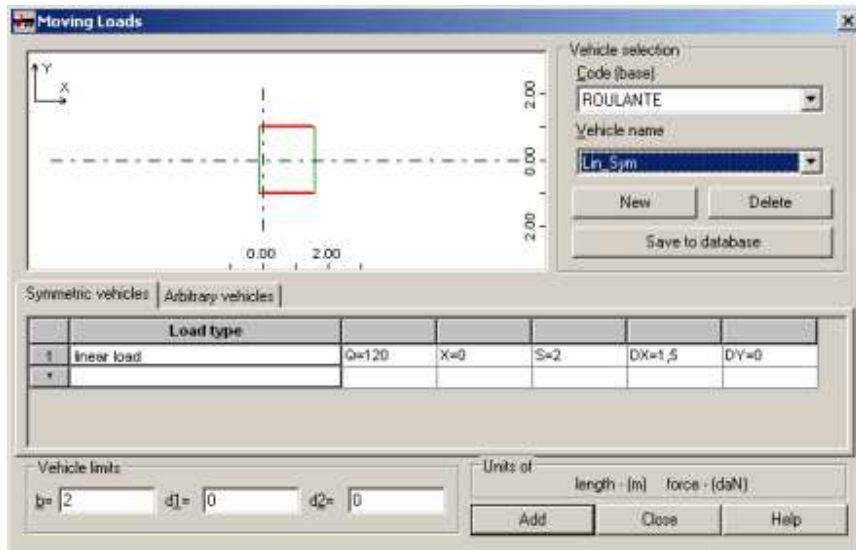 Moving Loads
Y
X
2.00
0.00
2.00
0.00 2.00
Vehicle selection
Code (base)
ROULANTE
Vehicle name
Lin_Sym
New Delete
Save to database
Symmetric vehicles Arbitrary vehicles
Load type
1 linear load Q=120 X=0 S=2 DX=1,5 DY=0
*
Vehicle limits
b= 2 d1= 0 d2= 0
Units of
length - (m) force - (daN)
Add Close Help